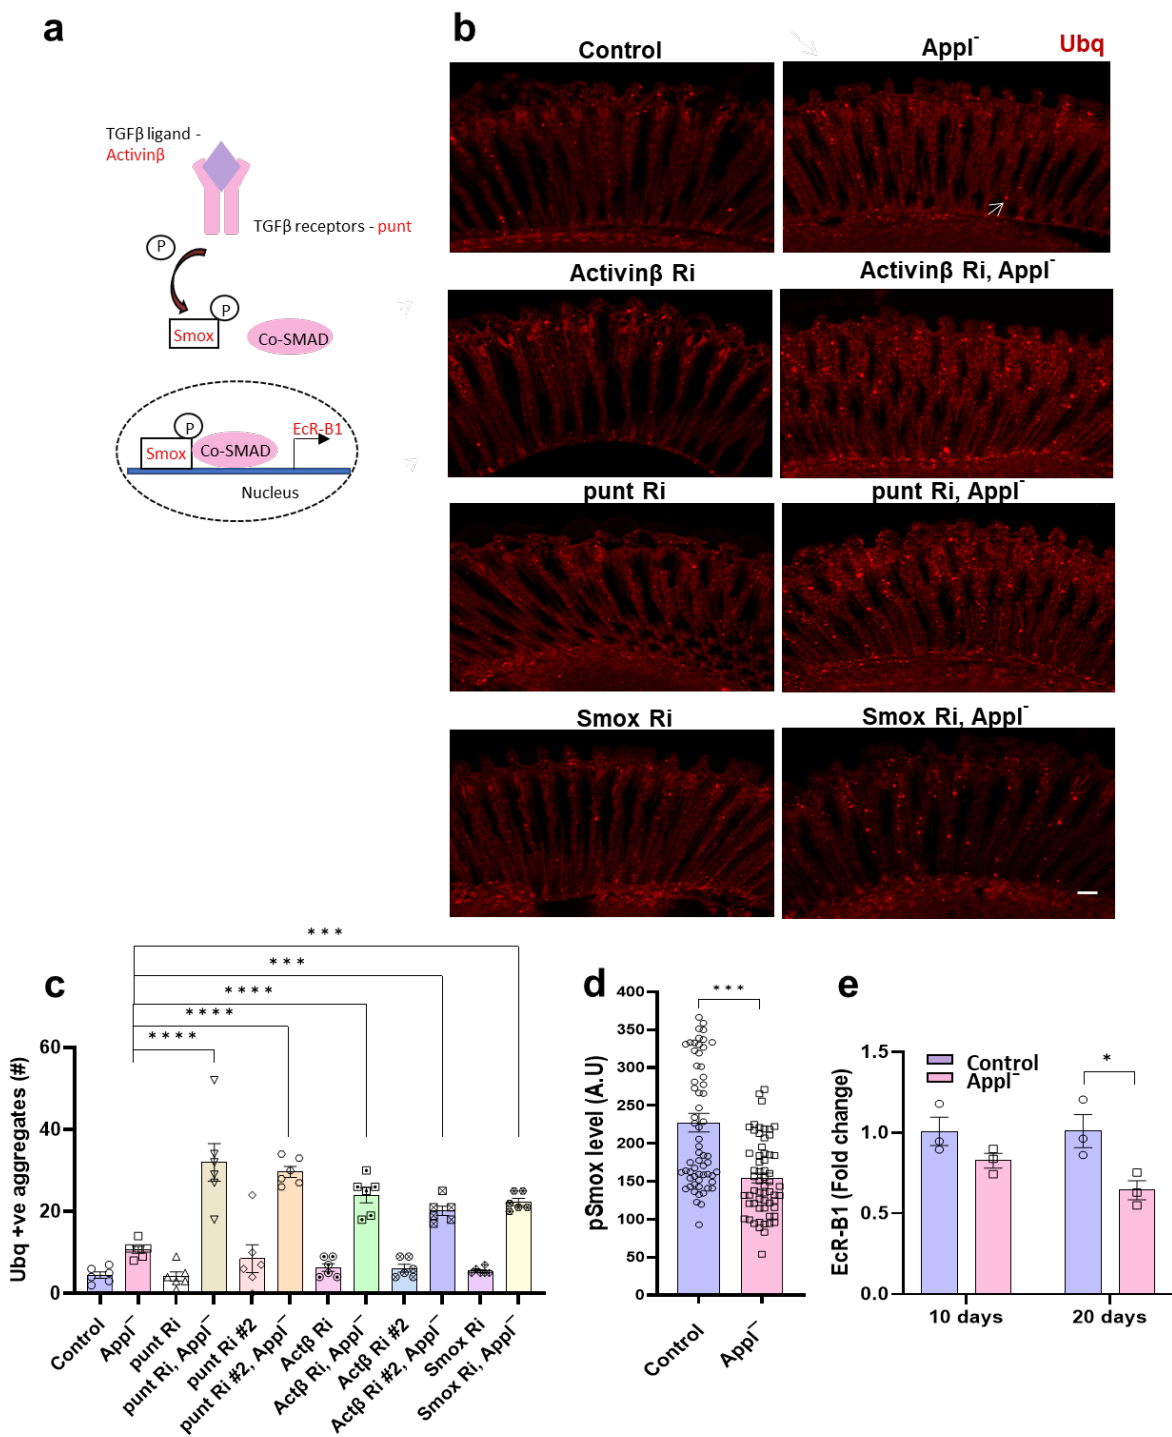 a
TGFβ ligand -
Activinβ
TGFβ receptors - punt
P
P
Smox
Co-SMAD
P
EcR-B1
Smox
Co-SMAD
Nucleus
b
Control
Appl⁻
Ubq
Activinβ Ri
Activinβ Ri, Appl⁻
punt Ri
punt Ri, Appl⁻
Smox Ri
Smox Ri, Appl⁻
c
* * *
* * *
* * * *
* * * *
* * * *
Ubq +ve aggregates (#)
60
40
20
0
Control
Appl⁻
punt Ri
punt Ri, Appl⁻
punt Ri #2
punt Ri #2, Appl⁻
Actβ Ri
Actβ Ri, Appl⁻
Actβ Ri #2
Actβ Ri #2, Appl⁻
Smox Ri
Smox Ri, Appl⁻
d
* * *
pSmox level (A.U)
400
350
300
250
200
150
100
50
0
Control
Appl⁻
e
Control
Appl⁻
*
EcR-B1 (Fold change)
1.5
1.0
0.5
0.0
10 days
20 days